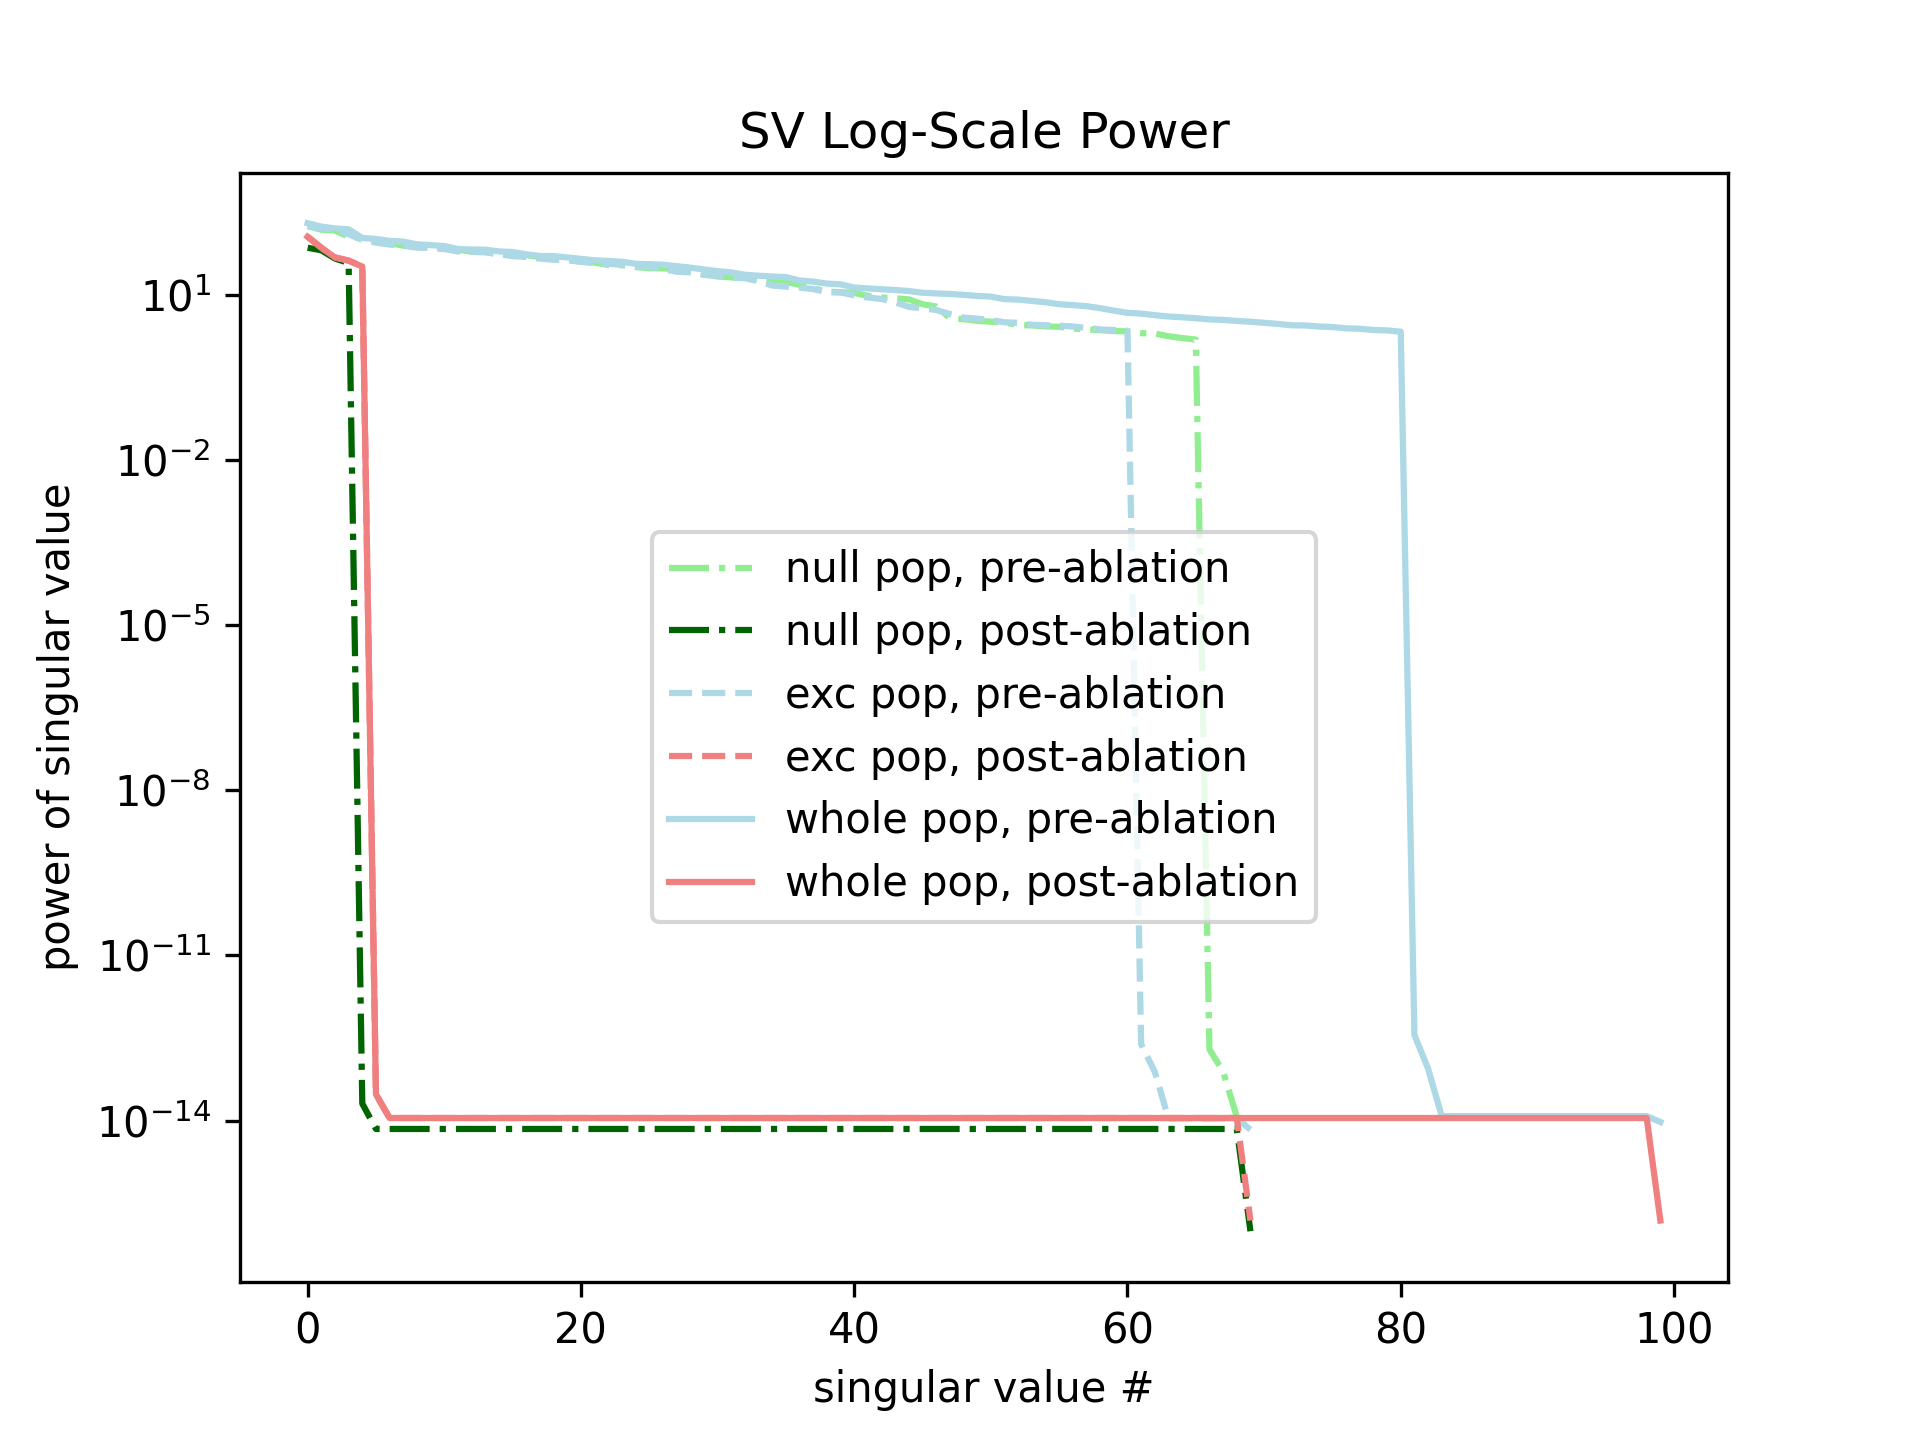 SV Log-Scale Power
power of singular value
10¹
10⁻²
10⁻⁵
10⁻⁸
10⁻¹¹
10⁻¹⁴
null pop, pre-ablation
null pop, post-ablation
exc pop, pre-ablation
exc pop, post-ablation
whole pop, pre-ablation
whole pop, post-ablation
0 20 40 60 80 100
singular value #